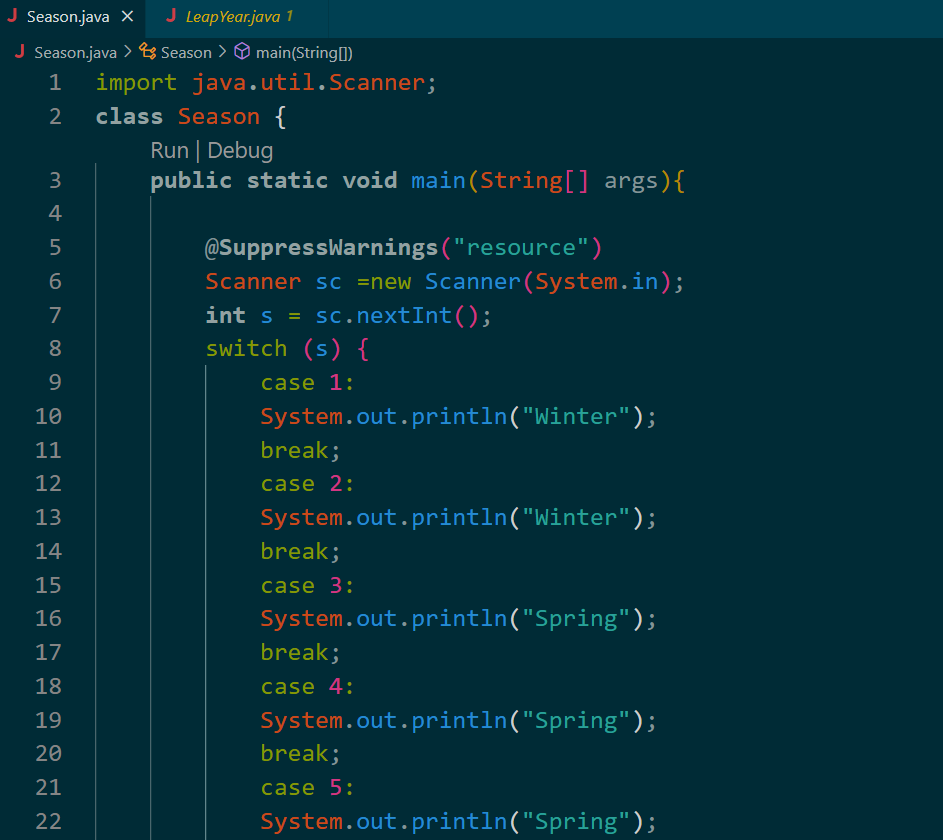 J Season.java × J LeapYear.java 1
J Season.java > Season > main(String[])
1 import java.util.Scanner;
2 class Season {
Run | Debug
3 public static void main(String[] args){
4
5 @SuppressWarnings("resource")
6 Scanner sc =new Scanner(System.in);
7 int s = sc.nextInt();
8 switch (s) {
9 case 1:
10 System.out.println("Winter");
11 break;
12 case 2:
13 System.out.println("Winter");
14 break;
15 case 3:
16 System.out.println("Spring");
17 break;
18 case 4:
19 System.out.println("Spring");
20 break;
21 case 5:
22 System.out.println("Spring");